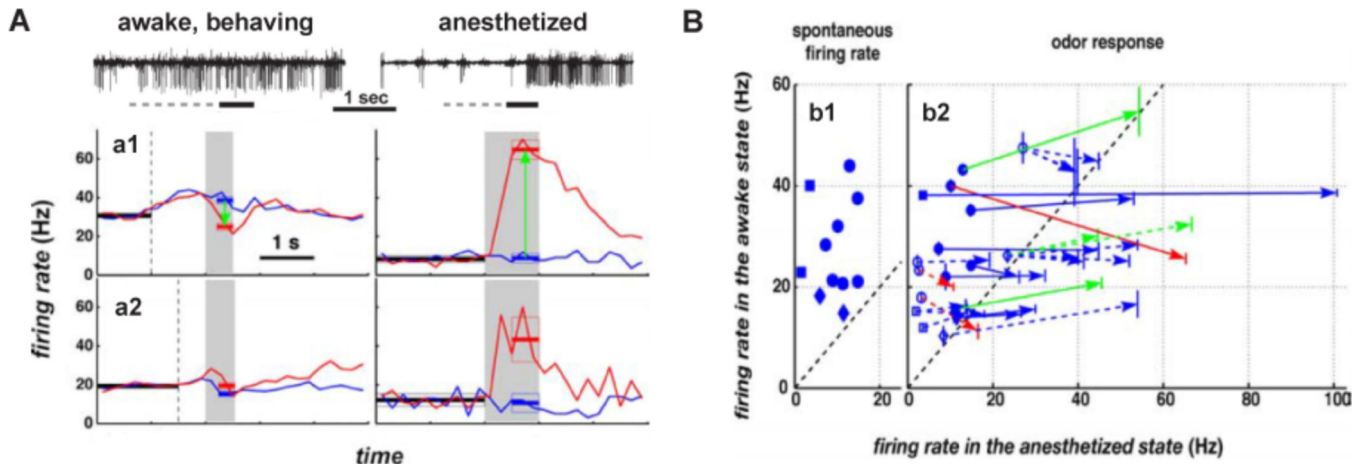 A
awake, behaving
anesthetized
1 sec
a1
60
40
20
0
1 s
a2
60
40
20
0
firing rate (Hz)
time
B
spontaneous
firing rate
odor response
b1
b2
60
40
20
0
firing rate in the awake state (Hz)
0
20
0
20
40
60
80
100
firing rate in the anesthetized state (Hz)